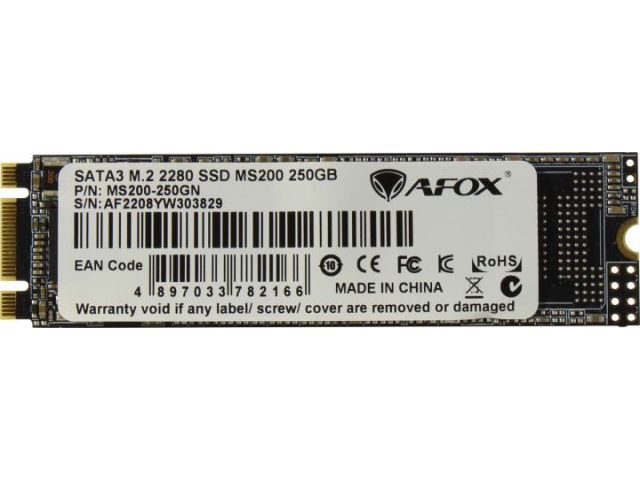 SATA3 M.2 2280 SSD MS200 250GB
P/N: MS200-250GN
S/N: AF2208YW303829
AFOX®
EAN Code
4 897033 782166
10 CE FC
RoHS
MADE IN CHINA
Warranty void if any label/ screw/ cover are removed or damaged